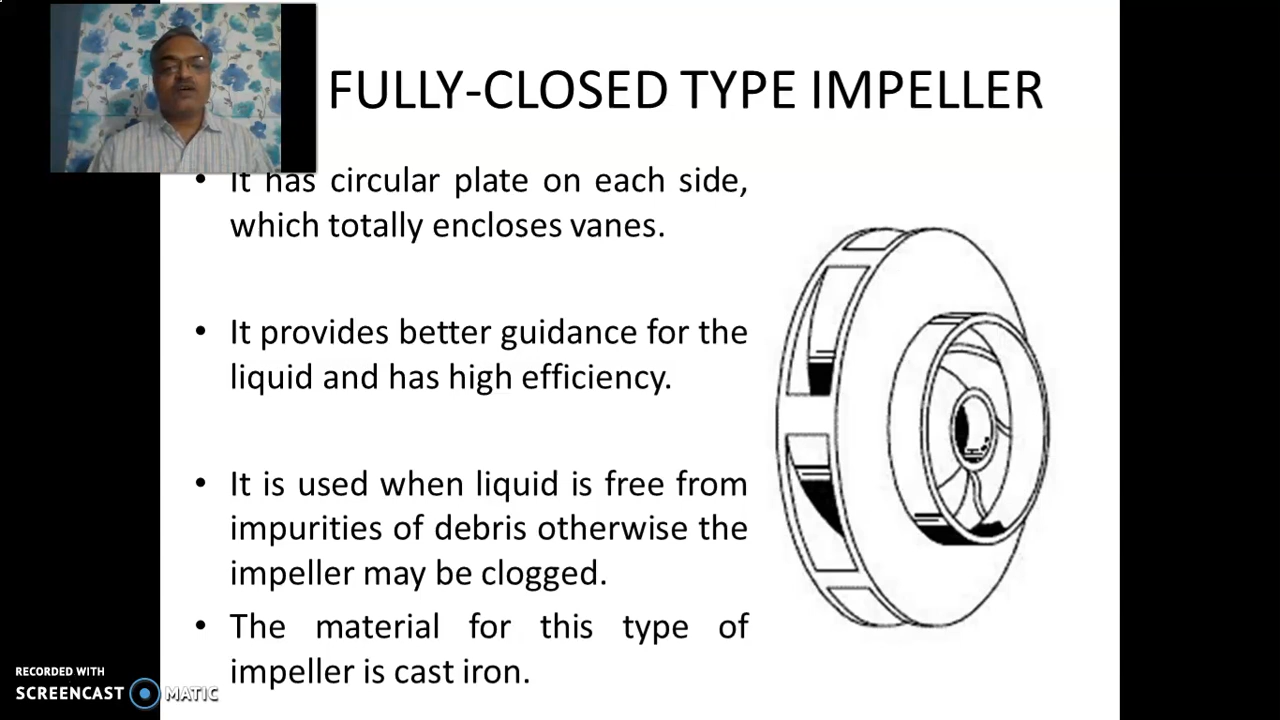 FULLY-CLOSED TYPE IMPELLER
• It has circular plate on each side,
which totally encloses vanes.
• It provides better guidance for the
liquid and has high efficiency.
• It is used when liquid is free from
impurities of debris otherwise the
impeller may be clogged.
• The material for this type of
impeller is cast iron.
RECORDED WITH
SCREENCAST MATIC